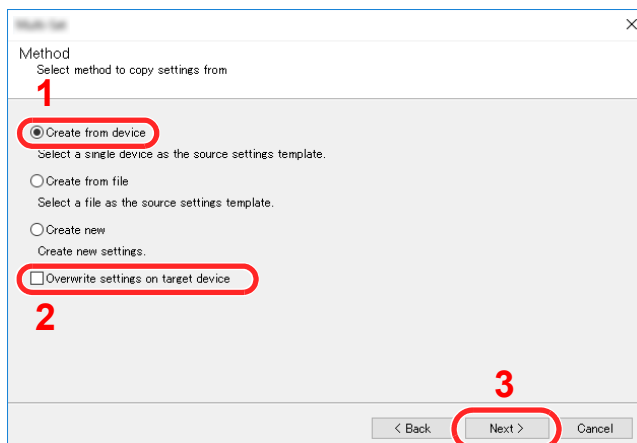 Method
Select method to copy settings from
1
Create from device
Select a single device as the source settings template.
Create from file
Select a file as the source settings template.
Create new
Create new settings.
Overwrite settings on target device
2
3
< Back Next > Cancel